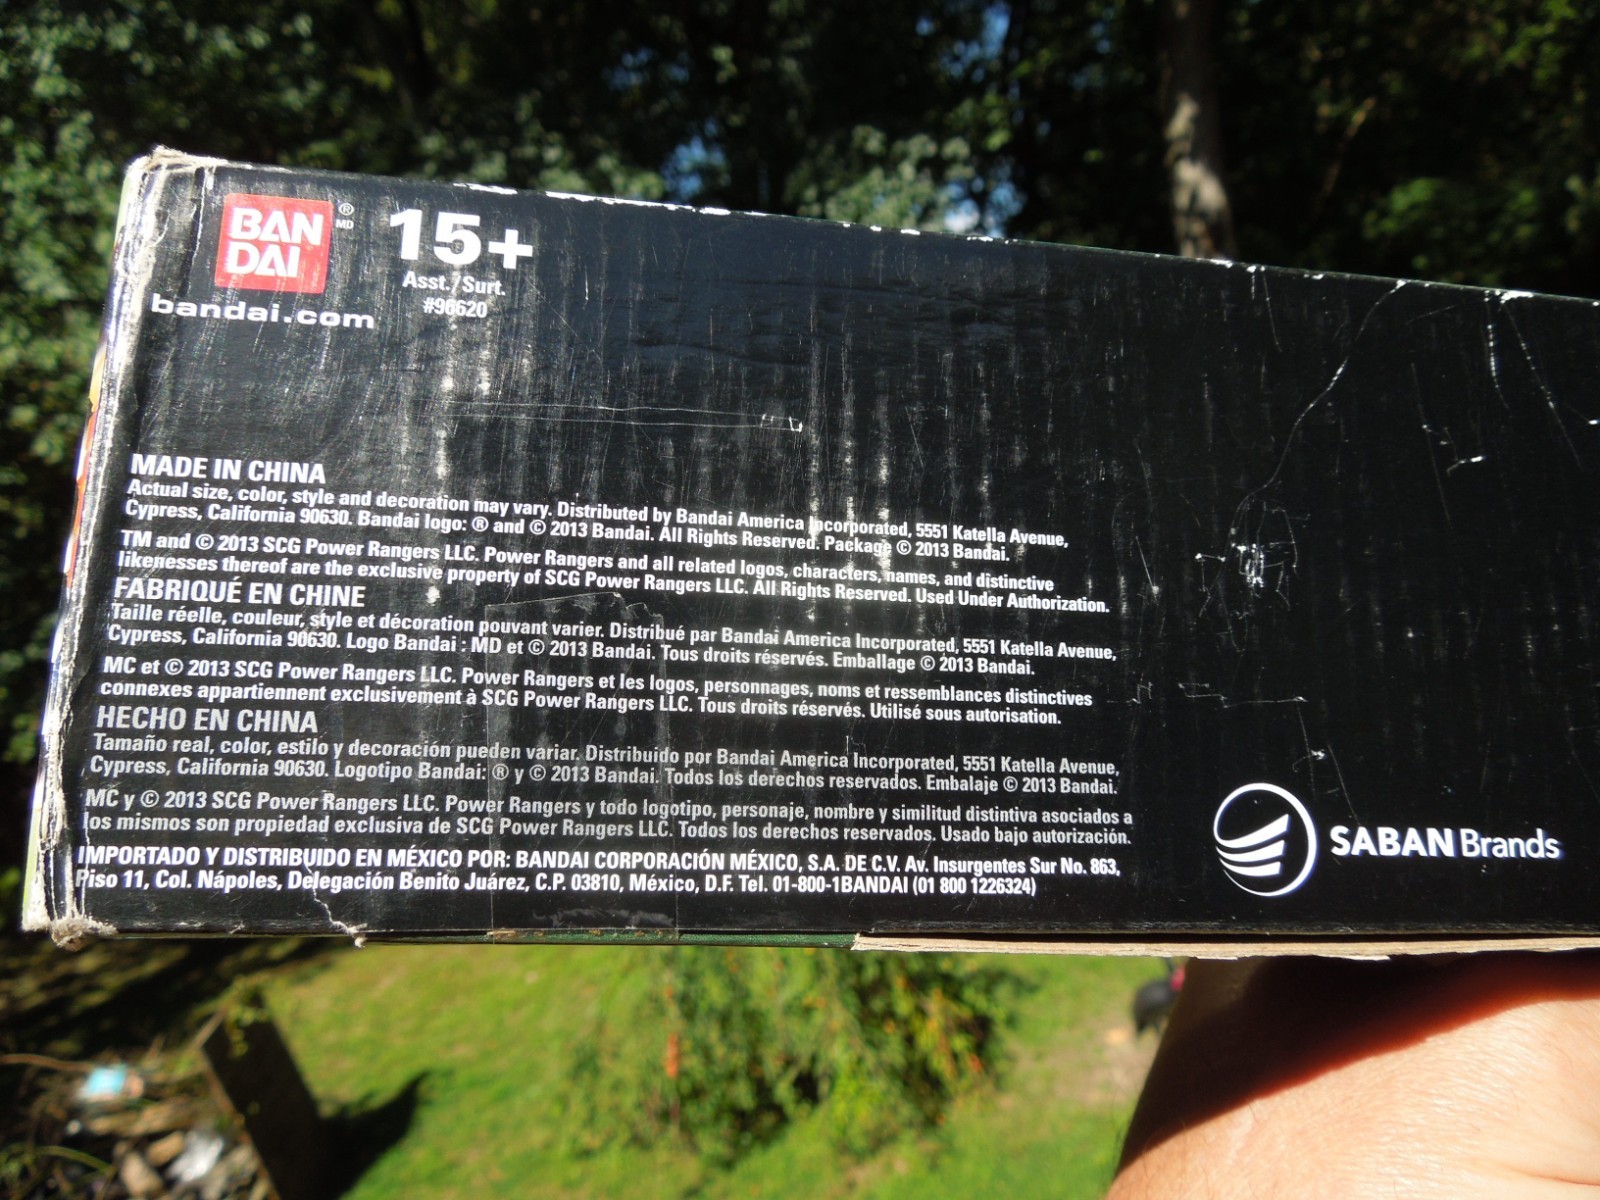 BAN
DAI
®
MD
bandai.com
15+
Asst./Surt.
#96620
MADE IN CHINA
Actual size, color, style and decoration may vary. Distributed by Bandai America Incorporated, 5551 Katella Avenue,
Cypress, California 90630. Bandai logo: ® and © 2013 Bandai. All Rights Reserved. Package © 2013 Bandai.
TM and © 2013 SCG Power Rangers LLC. Power Rangers and all related logos, characters, names, and distinctive
likenesses thereof are the exclusive property of SCG Power Rangers LLC. All Rights Reserved. Used Under Authorization.
FABRIQUÉ EN CHINE
Taille réelle, couleur, style et décoration pouvant varier. Distribué par Bandai America Incorporated, 5551 Katella Avenue,
Cypress, California 90630. Logo Bandai : MD et © 2013 Bandai. Tous droits réservés. Emballage © 2013 Bandai.
MC et © 2013 SCG Power Rangers LLC. Power Rangers et les logos, personnages, noms et ressemblances distinctives
connexes appartiennent exclusivement à SCG Power Rangers LLC. Tous droits réservés. Utilisé sous autorisation.
HECHO EN CHINA
Tamaño real, color, estilo y decoración pueden variar. Distribuido por Bandai America Incorporated, 5551 Katella Avenue,
Cypress, California 90630. Logotipo Bandai: ® y © 2013 Bandai. Todos los derechos reservados. Embalaje © 2013 Bandai.
MC y © 2013 SCG Power Rangers LLC. Power Rangers y todo logotipo, personaje, nombre y similitud distintiva asociados a
los mismos son propiedad exclusiva de SCG Power Rangers LLC. Todos los derechos reservados. Usado bajo autorización.
IMPORTADO Y DISTRIBUIDO EN MÉXICO POR: BANDAI CORPORACIÓN MÉXICO, S.A. DE C.V. Av. Insurgentes Sur No. 863,
Piso 11, Col. Nápoles, Delegación Benito Juárez, C.P. 03810, México, D.F. Tel. 01-800-1BANDAI (01 800 1226324)
SABAN Brands